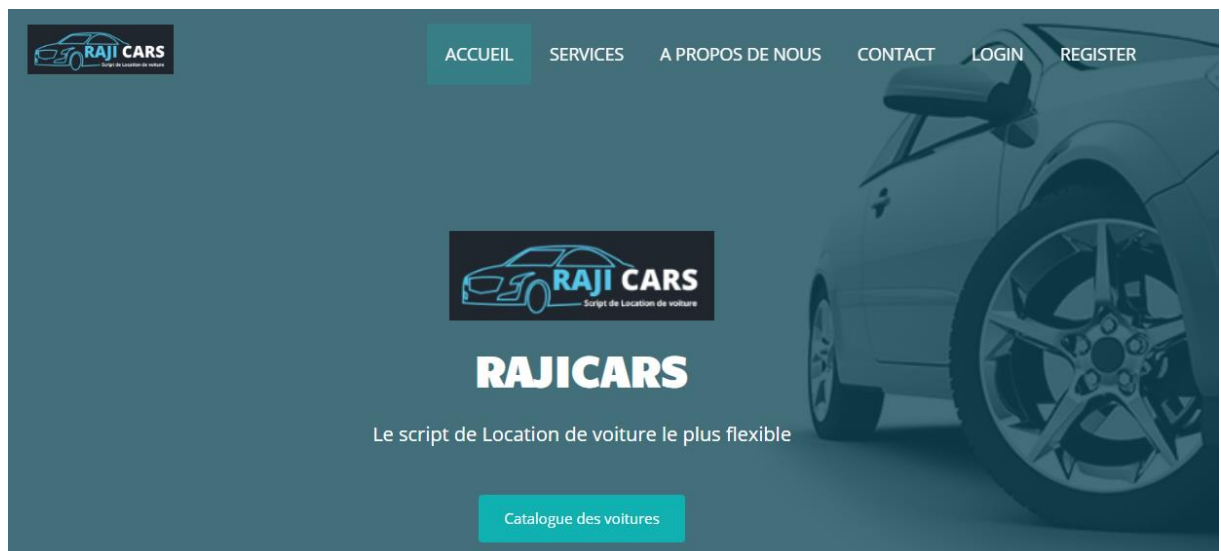 RAJI CARS
Script de Location de voiture
ACCUEIL SERVICES A PROPOS DE NOUS CONTACT LOGIN REGISTER
RAJI CARS
Script de Location de voiture
RAJICARS
Le script de Location de voiture le plus flexible
Catalogue des voitures